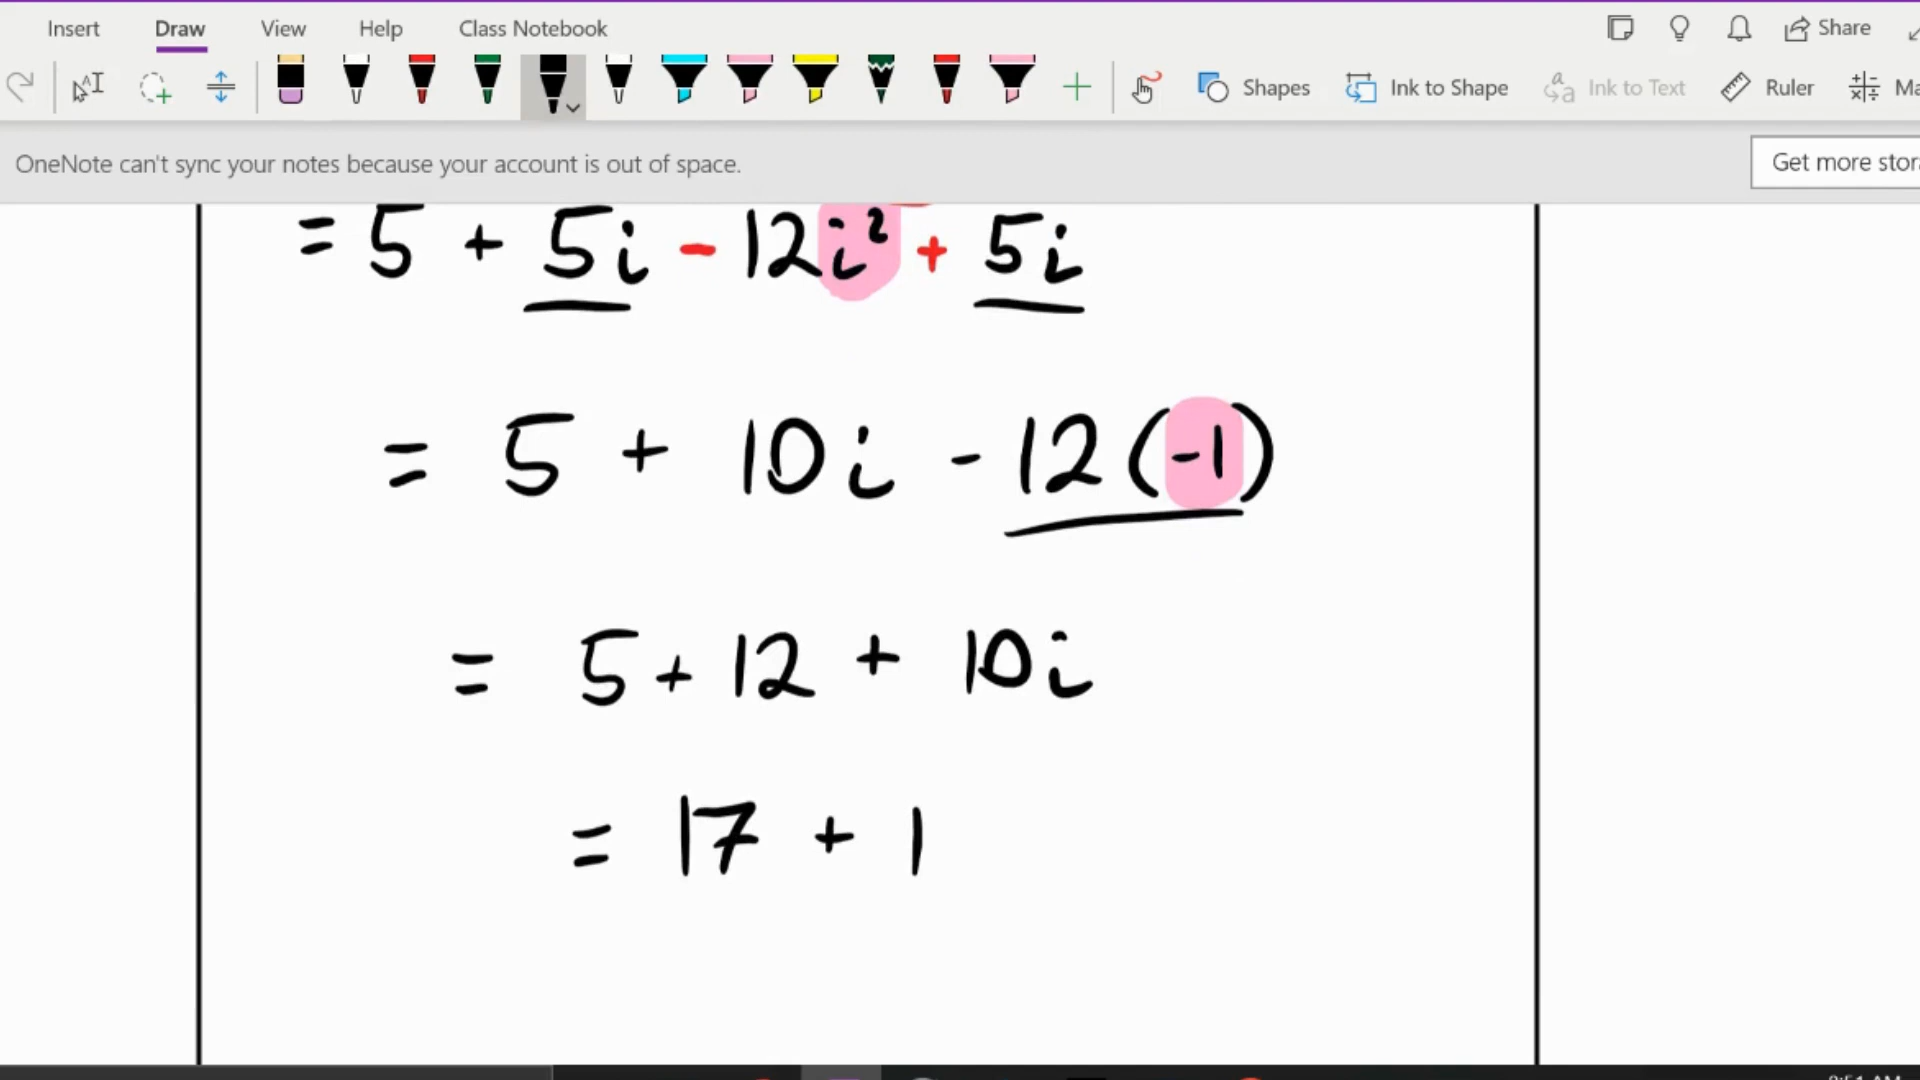 Insert Draw View Help Class Notebook Share
Shapes Ink to Shape Ink to Text Ruler
OneNote can't sync your notes because your account is out of space. Get more stor
= 5 + 5i - 12i² + 5i
= 5 + 10i - 12(-1)
= 5 + 12 + 10i
= 17 + 1